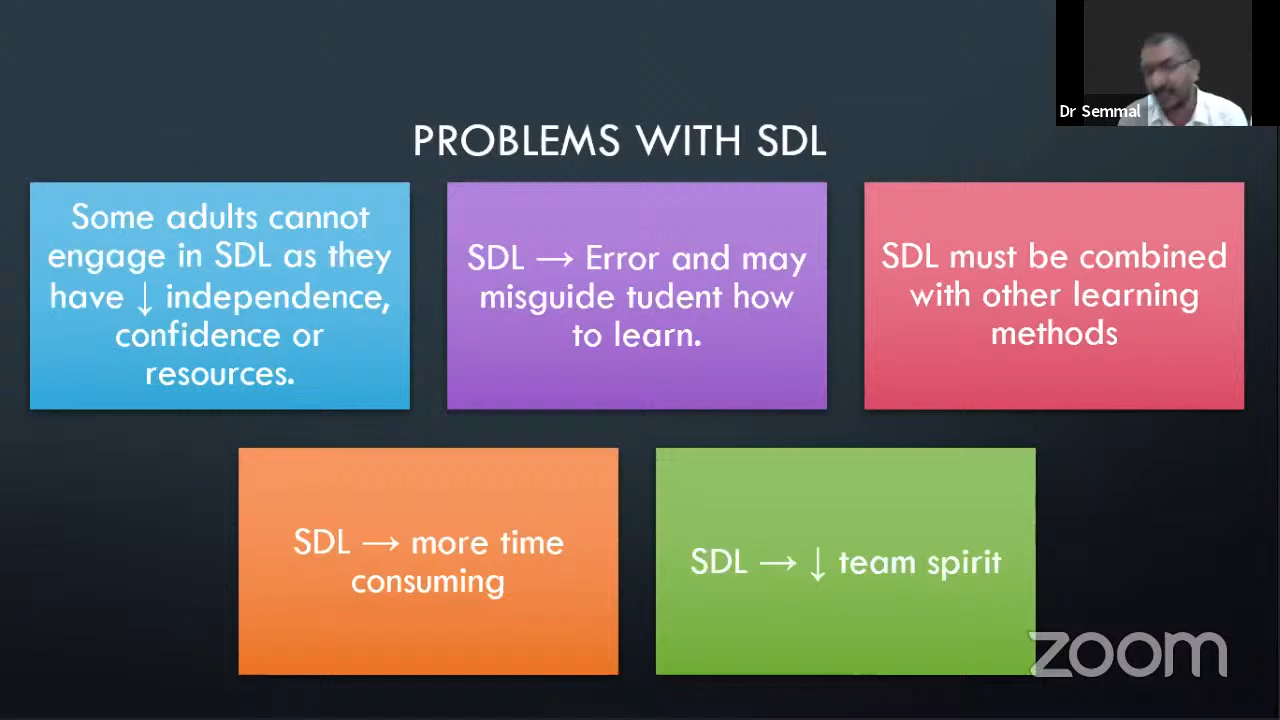 Dr Semmal
PROBLEMS WITH SDL
Some adults cannot
engage in SDL as they
have ↓ independence,
confidence or
resources.
SDL → Error and may
misguide tudent how
to learn.
SDL must be combined
with other learning
methods
SDL → more time
consuming
SDL → ↓ team spirit
zoom